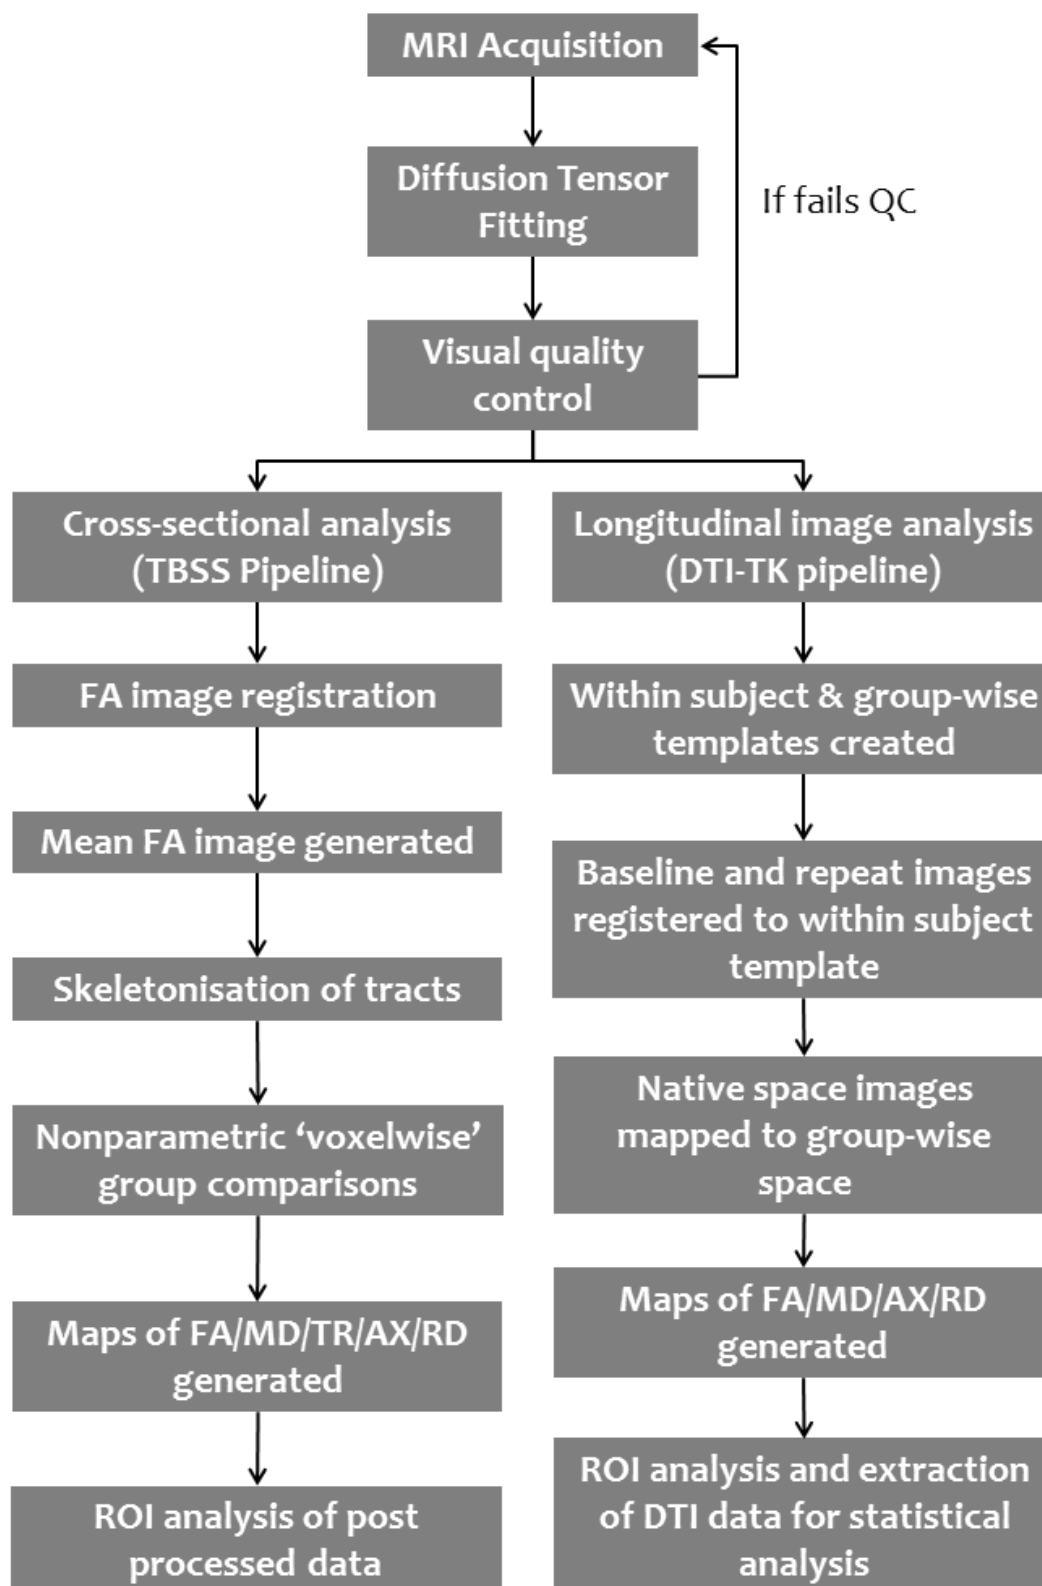 MRI Acquisition
Diffusion Tensor
Fitting
If fails QC
Visual quality
control
Cross-sectional analysis
(TBSS Pipeline)
FA image registration
Mean FA image generated
Skeletonisation of tracts
Nonparametric ‘voxelwise’
group comparisons
Maps of FA/MD/TR/AX/RD
generated
ROI analysis of post
processed data
Longitudinal image analysis
(DTI-TK pipeline)
Within subject & group-wise
templates created
Baseline and repeat images
registered to within subject
template
Native space images
mapped to group-wise
space
Maps of FA/MD/AX/RD
generated
ROI analysis and extraction
of DTI data for statistical
analysis